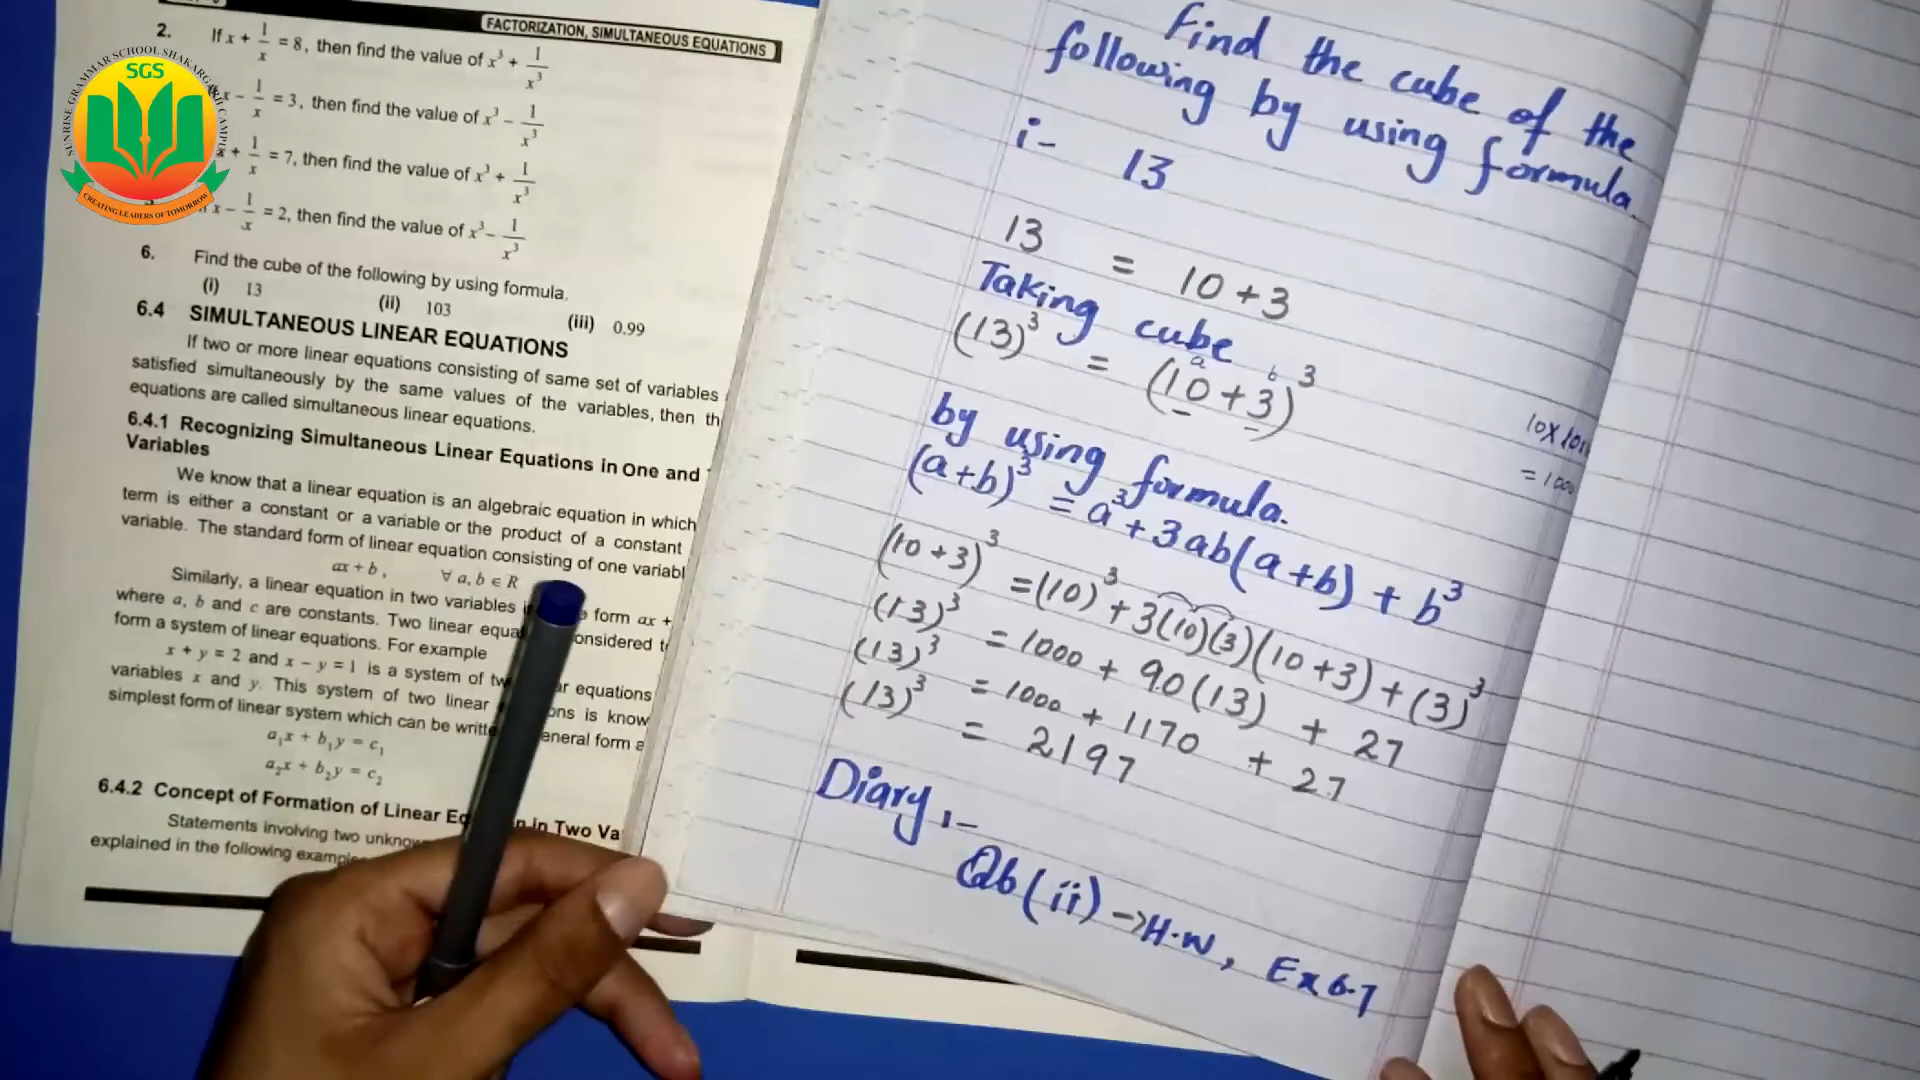 FACTORIZATION, SIMULTANEOUS EQUATIONS
2. If x + 1/x = 8, then find the value of x³ + 1/x³
x − 1/x = 3, then find the value of x³ − 1/x³
+ 1/x = 7, then find the value of x³ + 1/x³
x − 1/x = 2, then find the value of x³ − 1/x³
6. Find the cube of the following by using formula.
(i) 13 (ii) 103 (iii) 0.99
6.4 SIMULTANEOUS LINEAR EQUATIONS
If two or more linear equations consisting of same set of variables
satisfied simultaneously by the same values of the variables, then th
equations are called simultaneous linear equations.
6.4.1 Recognizing Simultaneous Linear Equations in One and
Variables
We know that a linear equation is an algebraic equation in which
term is either a constant or a variable or the product of a constant
variable. The standard form of linear equation consisting of one variabl
ax + b, ∀ a, b ∈ R
Similarly, a linear equation in two variables form ax +
where a, b and c are constants. Two linear equa onsidered t
form a system of linear equations. For example
x + y = 2 and x − y = 1 is a system of tw ar equations
variables x and y. This system of two linear ons is know
simplest form of linear system which can be writte eneral form a
a₁x + b₁y = c₁
a₂x + b₂y = c₂
6.4.2 Concept of Formation of Linear Eq n in Two Va
Statements involving two unknow
explained in the following example
SUNRISE GRAMMAR SCHOOL SHAKARGARH CAMPUS
SGS
CREATING LEADERS OF TOMORROW
Find the cube of the
following by using formula.
i- 13
13 = 10 + 3
Taking cube
a b
(13)³ = (10 + 3)³
by using formula.
(a+b)³ = a³ + 3ab(a+b) + b³
(10 + 3)³ = (10)³ + 3(10)(3)(10+3) + (3)³
(13)³ = 1000 + 90(13) + 27
(13)³ = 1000 + 1170 + 27
(13)³ = 2197
Diary :-
Q6(ii) → H.W, Ex 6.7
10 x 10
= 100